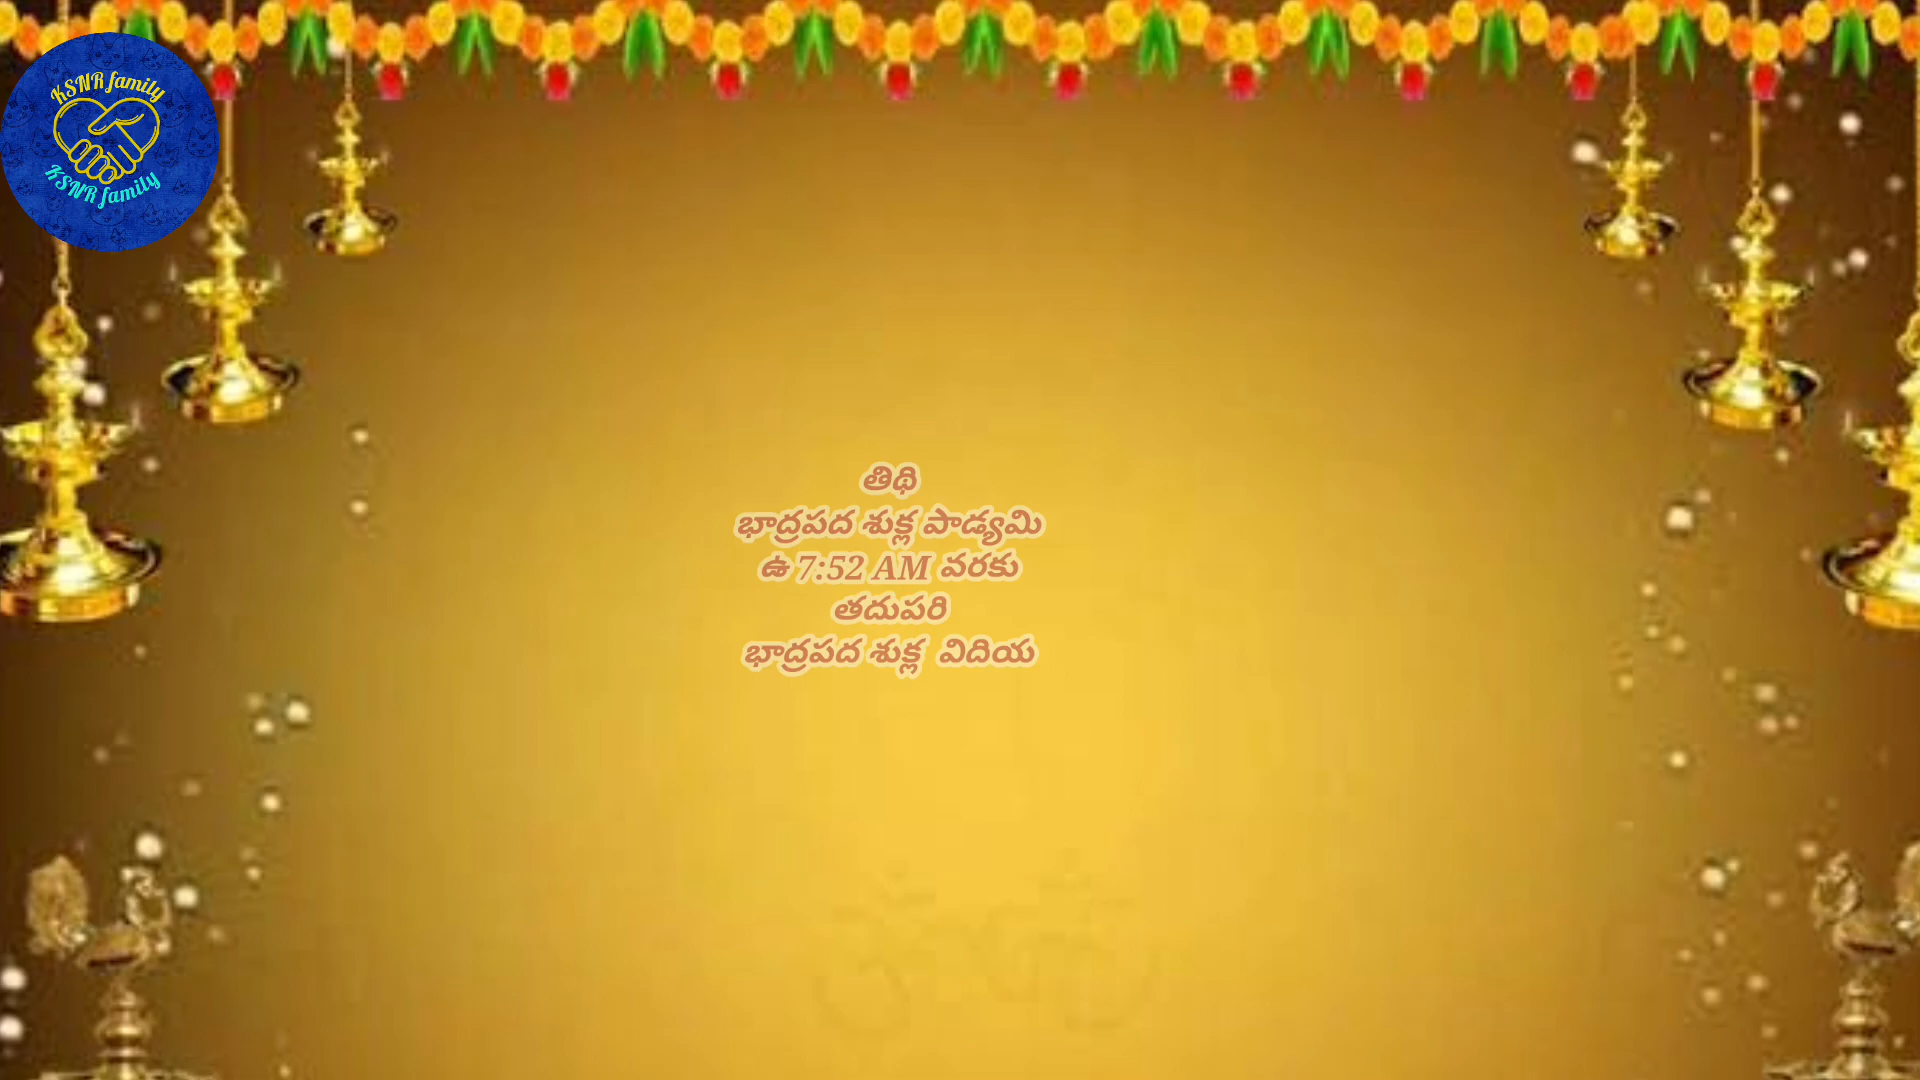 KSNR family
KSNR family
తిథి
భాద్రపద శుక్ల పాడ్యమి
ఉ 7:52 AM వరకు
తదుపరి
భాద్రపద శుక్ల విదియ